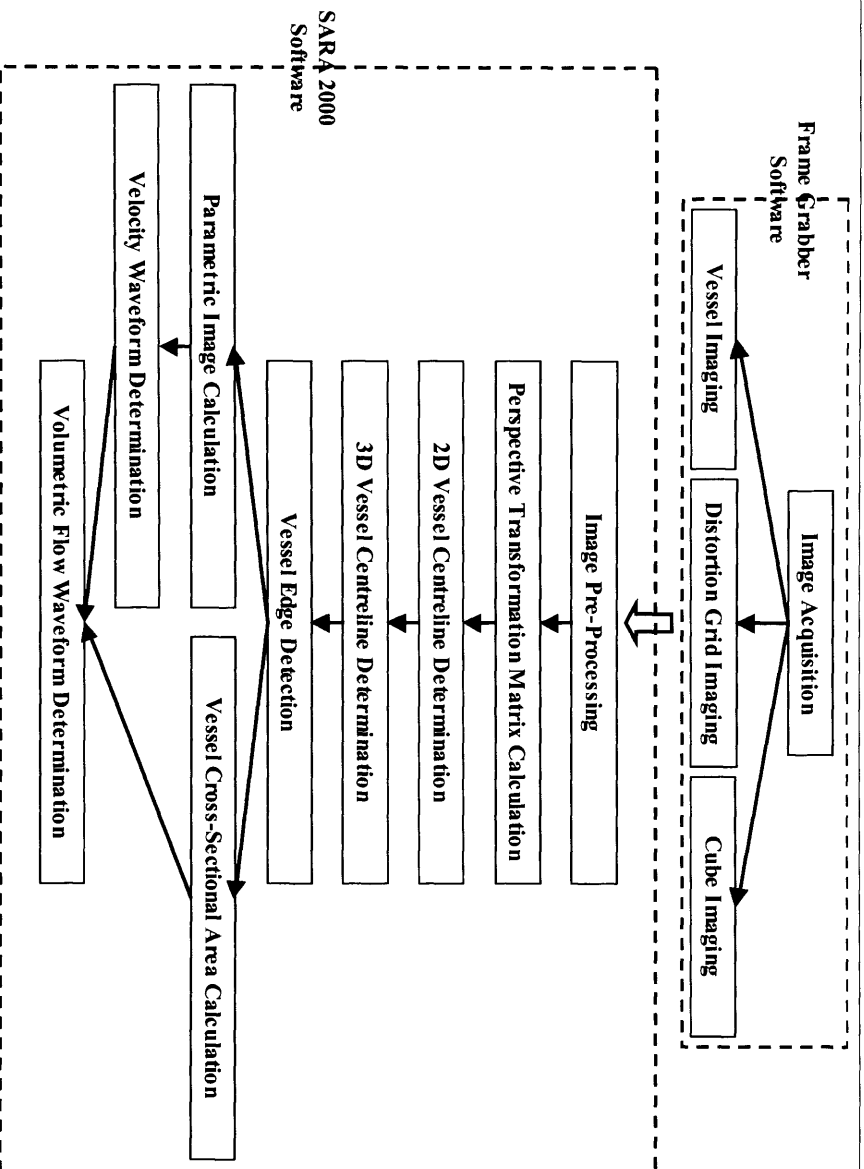 Frame Grabber
Software
Image Acquisition
Vessel Imaging
Distortion Grid Imaging
Cube Imaging
SARA 2000
Software
Image Pre-Processing
Perspective Transformation Matrix Calculation
2D Vessel Centreline Determination
3D Vessel Centreline Determination
Vessel Edge Detection
Parametric Image Calculation
Vessel Cross-Sectional Area Calculation
Velocity Waveform Determination
Volumetric Flow Waveform Determination